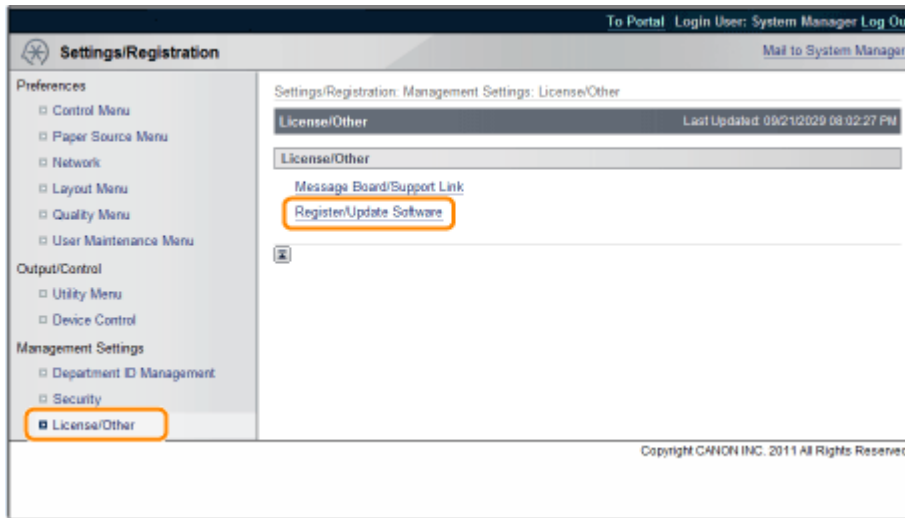 To Portal Login User: System Manager Log Ou
Settings/Registration
Mail to System Manager
Preferences
Control Menu
Paper Source Menu
Network
Layout Menu
Quality Menu
User Maintenance Menu
Output/Control
Utility Menu
Device Control
Management Settings
Department ID Management
Security
License/Other
Settings/Registration: Management Settings: License/Other
License/Other
Last Updated: 09/21/2029 08:02:27 PM
License/Other
Message Board/Support Link
Register/Update Software
Copyright CANON INC. 2011 All Rights Reserved